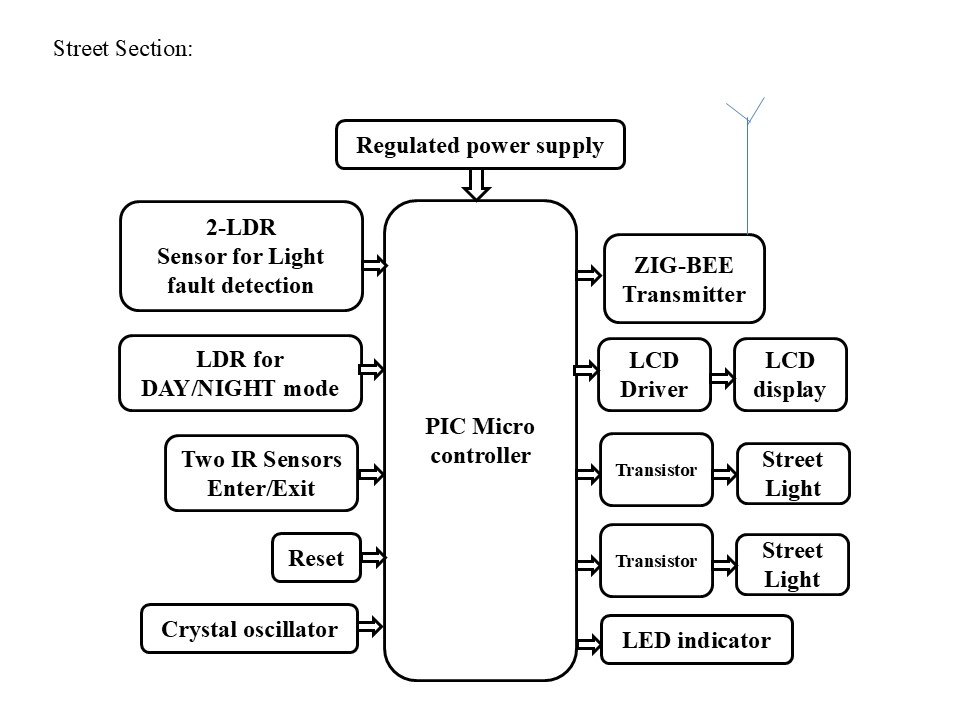 Street Section:
Regulated power supply
2-LDR
Sensor for Light
fault detection
LDR for
DAY/NIGHT mode
Two IR Sensors
Enter/Exit
Reset
Crystal oscillator
PIC Micro
controller
ZIG-BEE
Transmitter
LCD
Driver
LCD
display
Transistor
Street
Light
Transistor
Street
Light
LED indicator